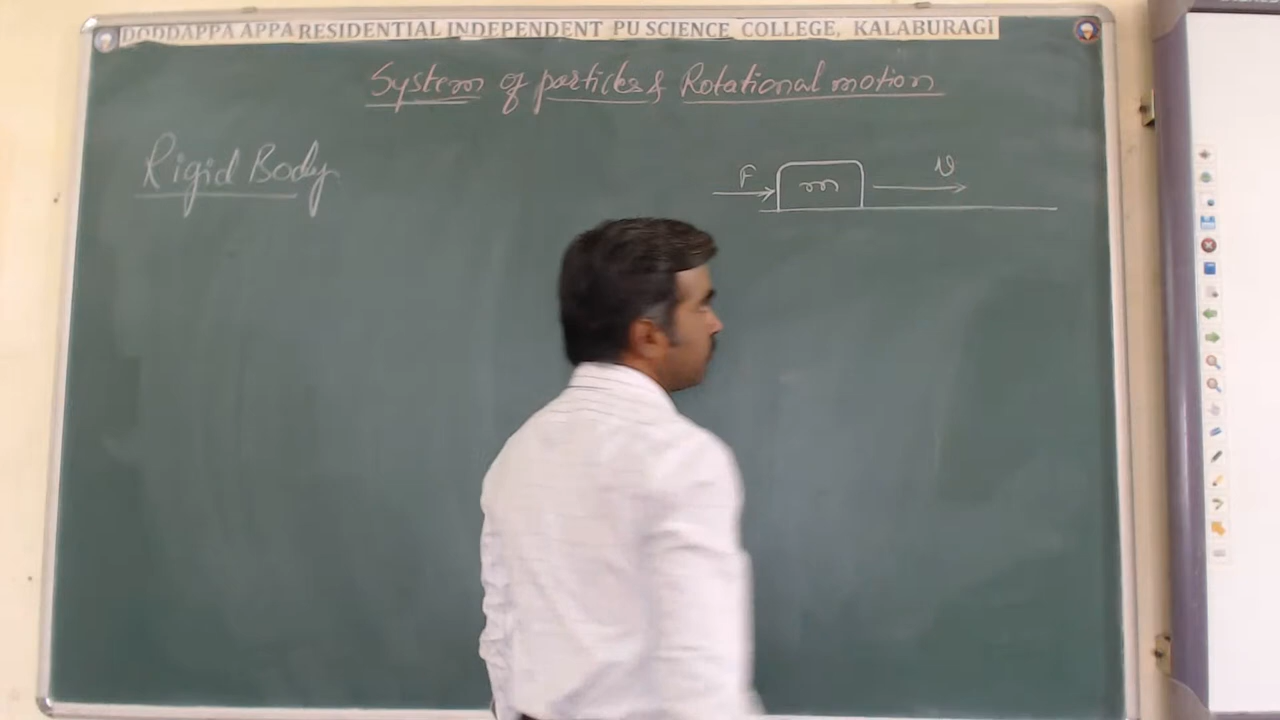 DODDAPPA APPA RESIDENTIAL INDEPENDENT PU SCIENCE COLLEGE, KALABURAGI
System of particles & Rotational motion
Rigid Body
F m v